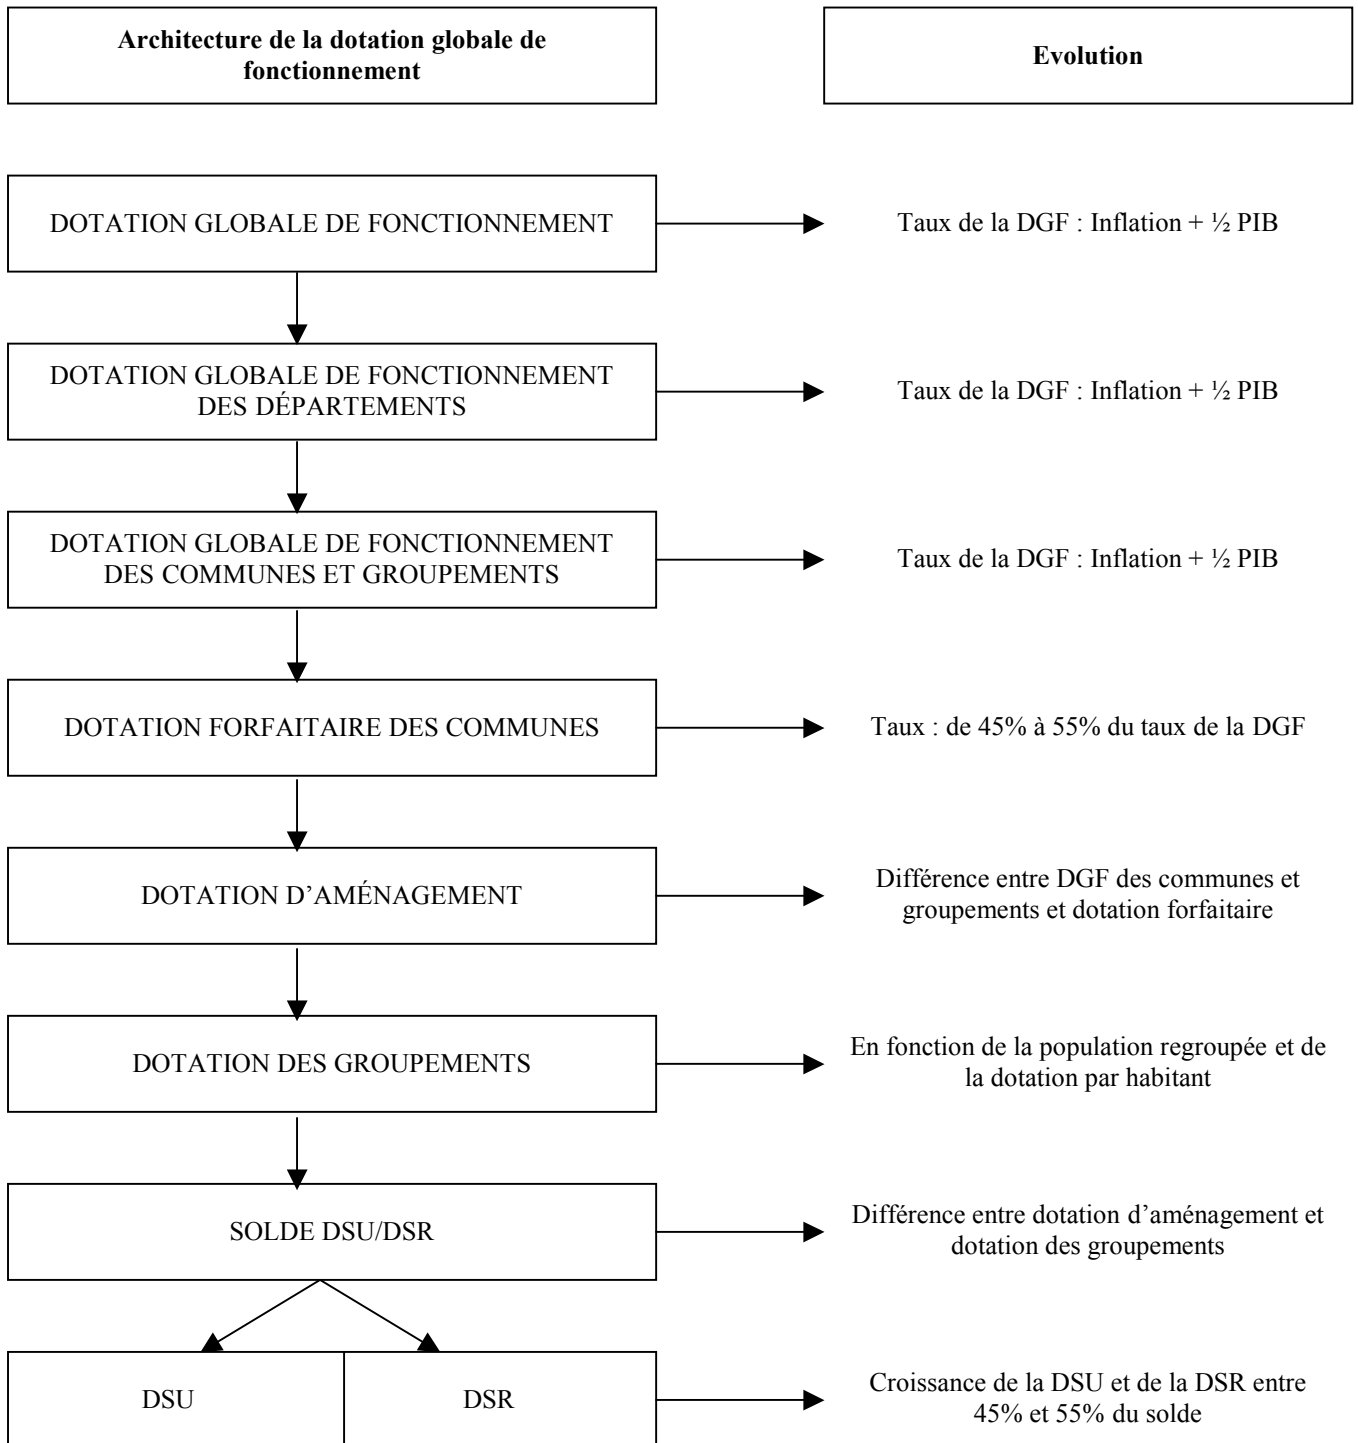 Architecture de la dotation globale de
fonctionnement
Evolution
DOTATION GLOBALE DE FONCTIONNEMENT
Taux de la DGF : Inflation + ½ PIB
DOTATION GLOBALE DE FONCTIONNEMENT
DES DÉPARTEMENTS
Taux de la DGF : Inflation + ½ PIB
DOTATION GLOBALE DE FONCTIONNEMENT
DES COMMUNES ET GROUPEMENTS
Taux de la DGF : Inflation + ½ PIB
DOTATION FORFAITAIRE DES COMMUNES
Taux : de 45% à 55% du taux de la DGF
DOTATION D’AMÉNAGEMENT
Différence entre DGF des communes et
groupements et dotation forfaitaire
DOTATION DES GROUPEMENTS
En fonction de la population regroupée et de
la dotation par habitant
SOLDE DSU/DSR
Différence entre dotation d’aménagement et
dotation des groupements
DSU
DSR
Croissance de la DSU et de la DSR entre
45% et 55% du solde